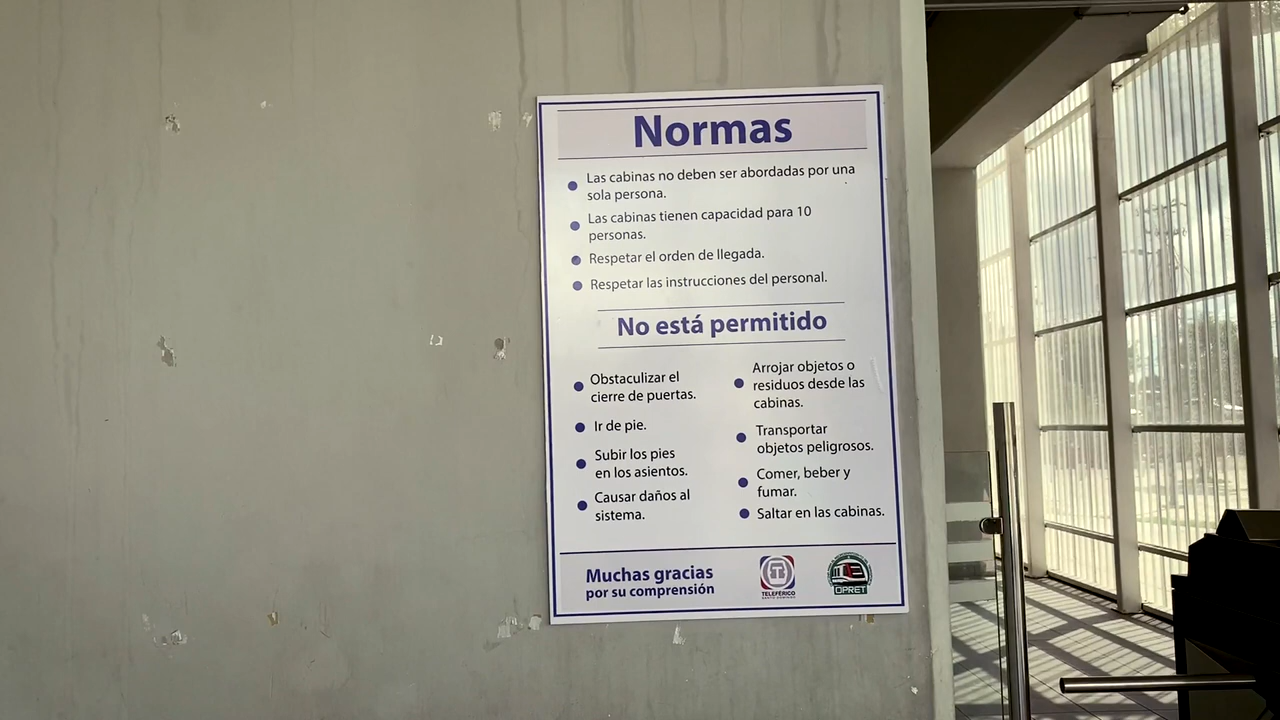 Normas
Las cabinas no deben ser abordadas por una
sola persona.
Las cabinas tienen capacidad para 10
personas.
Respetar el orden de llegada.
Respetar las instrucciones del personal.
No está permitido
Obstaculizar el
cierre de puertas.
Ir de pie.
Subir los pies
en los asientos.
Causar daños al
sistema.
Arrojar objetos o
residuos desde las
cabinas.
Transportar
objetos peligrosos.
Comer, beber y
fumar.
Saltar en las cabinas.
Muchas gracias
por su comprensión
TELEFÉRICO
SANTO DOMINGO
OPRET